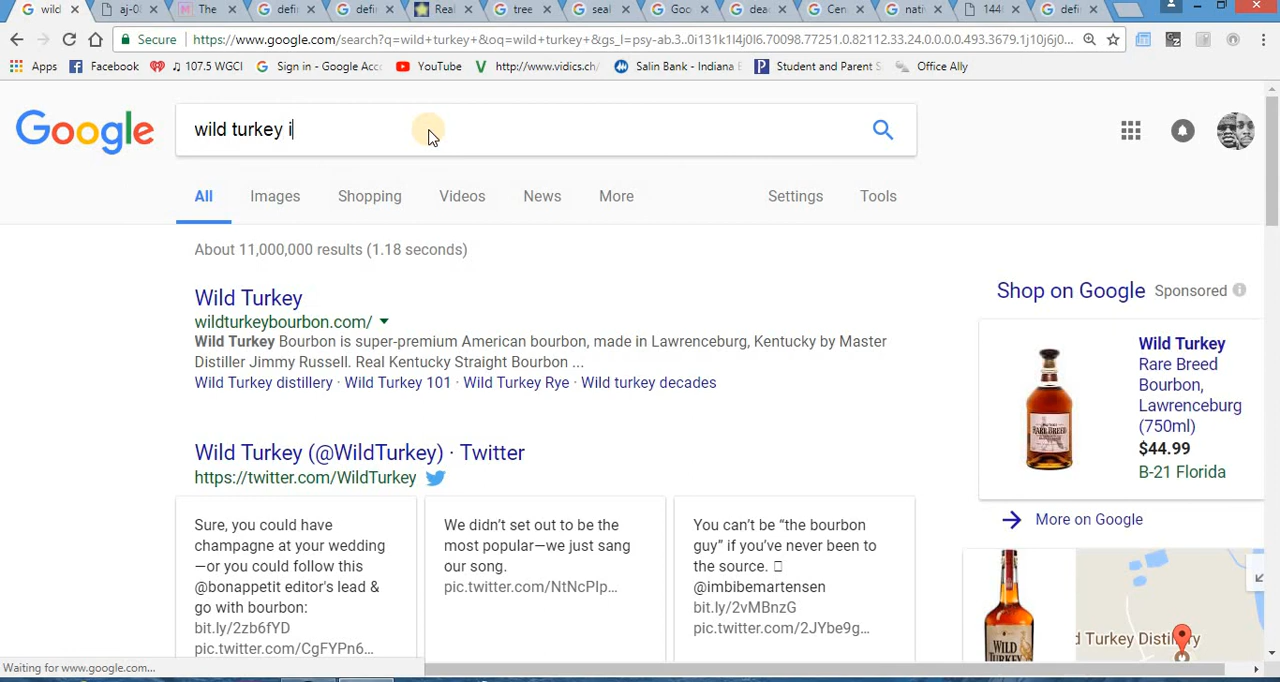 wild
aj-0
The
defin
defin
Real
tree
seal
Goo
dea
Cen
nati
144
defin
Secure
https://www.google.com/search?q=wild+turkey+&oq=wild+turkey+&gs_l=psy-ab.3..0i131k1l4j0l6.70098.77251.0.82112.33.24.0.0.0.0.493.3679.1j10j6j0...
Apps
Facebook
♫ 107.5 WGCI
Sign in - Google Acc
YouTube
http://www.vidics.ch/
Salin Bank - Indiana B
Student and Parent S
Office Ally
Google
wild turkey i
All
Images
Shopping
Videos
News
More
Settings
Tools
About 11,000,000 results (1.18 seconds)
Wild Turkey
wildturkeybourbon.com/
Wild Turkey Bourbon is super-premium American bourbon, made in Lawrenceburg, Kentucky by Master
Distiller Jimmy Russell. Real Kentucky Straight Bourbon ...
Wild Turkey distillery · Wild Turkey 101 · Wild Turkey Rye · Wild turkey decades
Wild Turkey (@WildTurkey) · Twitter
https://twitter.com/WildTurkey
Sure, you could have
champagne at your wedding
—or you could follow this
@bonappetit editor's lead &
go with bourbon:
bit.ly/2zb6fYD
pic.twitter.com/CgFYPn6...
We didn't set out to be the
most popular—we just sang
our song.
pic.twitter.com/NtNcPlp...
You can't be “the bourbon
guy” if you've never been to
the source.
@imbibemartensen
bit.ly/2vMBnzG
pic.twitter.com/2JYbe9g...
Shop on Google
Sponsored
Wild Turkey
Rare Breed
Bourbon,
Lawrenceburg
(750ml)
$44.99
B-21 Florida
RARE BREED
More on Google
WILD
d Turkey Distillery
Waiting for www.google.com...